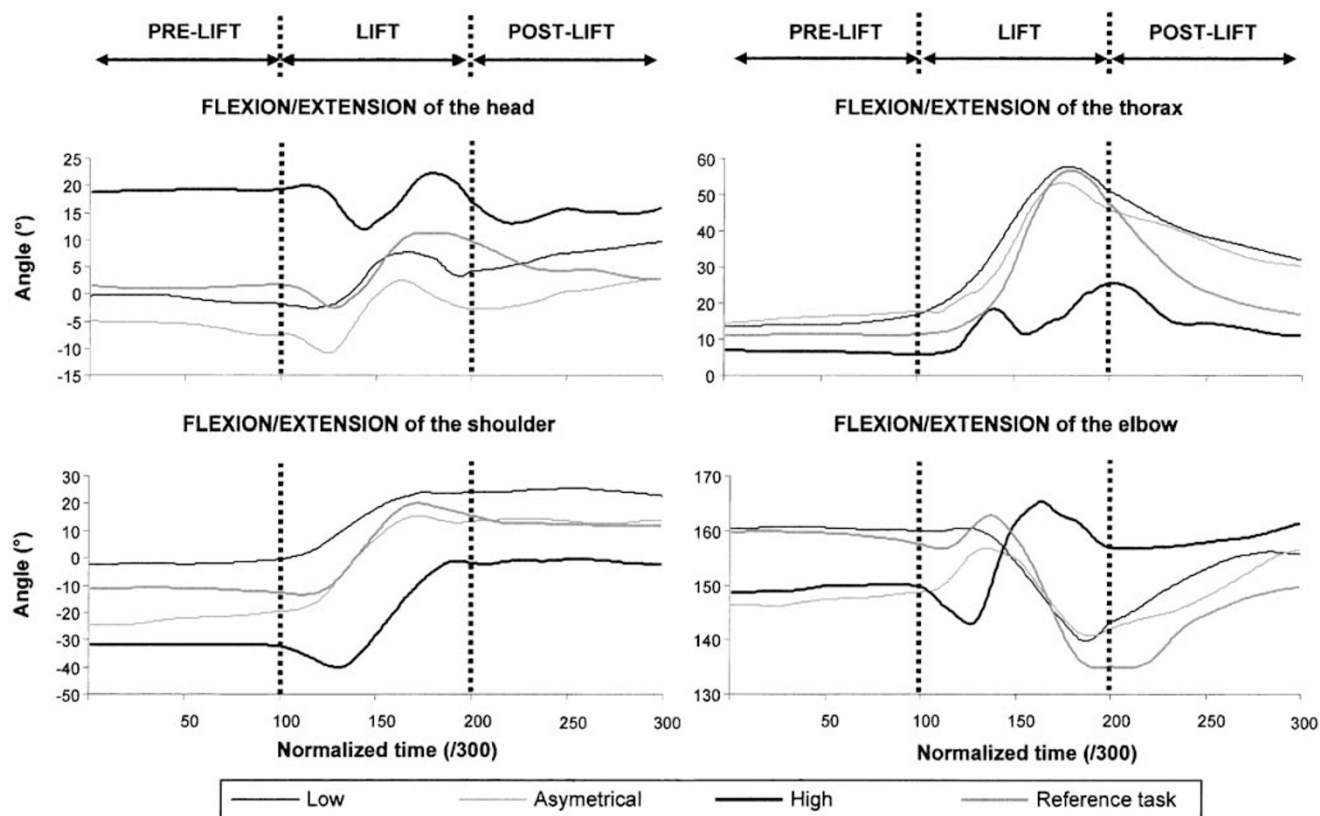 PRE-LIFT LIFT POST-LIFT PRE-LIFT LIFT POST-LIFT
FLEXION/EXTENSION of the head
Angle (°)
25
20
15
10
5
0
-5
-10
-15
FLEXION/EXTENSION of the thorax
60
50
40
30
20
10
0
FLEXION/EXTENSION of the shoulder
Angle (°)
30
20
10
0
-10
-20
-30
-40
-50
50 100 150 200 250 300
Normalized time (/300)
FLEXION/EXTENSION of the elbow
170
160
150
140
130
50 100 150 200 250 300
Normalized time (/300)
Low Asymetrical High Reference task